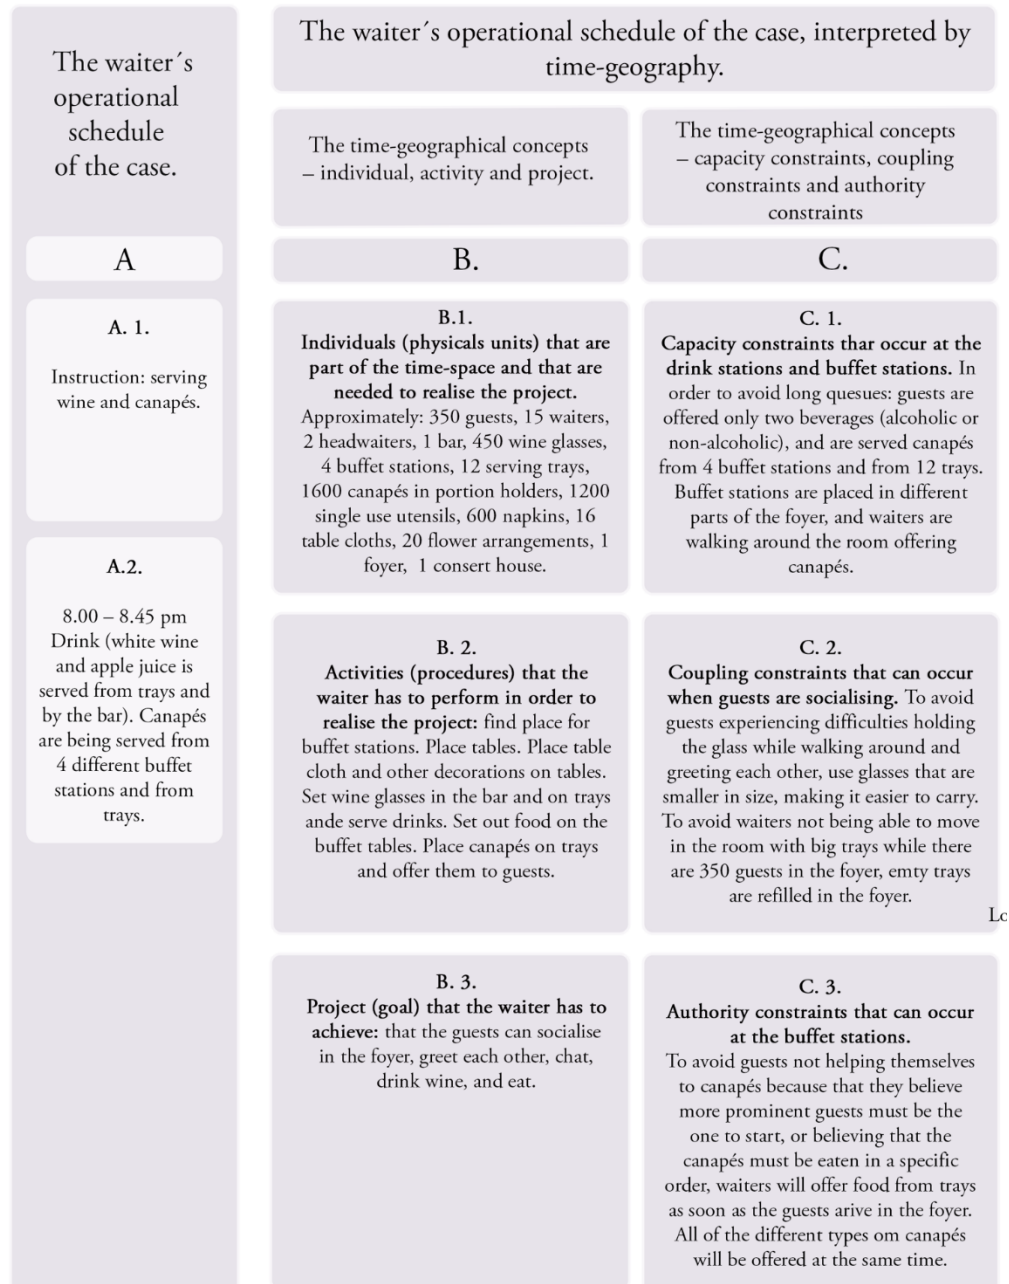 The waiter´s
operational
schedule
of the case.
The waiter´s operational schedule of the case, interpreted by
time-geography.
The time-geographical concepts
– individual, activity and project.
The time-geographical concepts
– capacity constraints, coupling
constraints and authority
constraints
A
B.
C.
A. 1.
Instruction: serving
wine and canapés.
A.2.
8.00 – 8.45 pm
Drink (white wine
and apple juice is
served from trays and
by the bar). Canapés
are being served from
4 different buffet
stations and from
trays.
B.1.
Individuals (physicals units) that are
part of the time-space and that are
needed to realise the project.
Approximately: 350 guests, 15 waiters,
2 headwaiters, 1 bar, 450 wine glasses,
4 buffet stations, 12 serving trays,
1600 canapés in portion holders, 1200
single use utensils, 600 napkins, 16
table cloths, 20 flower arrangements, 1
foyer, 1 consert house.
C. 1.
Capacity constraints thar occur at the
drink stations and buffet stations. In
order to avoid long queues: guests are
offered only two beverages (alcoholic or
non-alcoholic), and are served canapés
from 4 buffet stations and from 12 trays.
Buffet stations are placed in different
parts of the foyer, and waiters are
walking around the room offering
canapés.
B. 2.
Activities (procedures) that the
waiter has to perform in order to
realise the project: find place for
buffet stations. Place tables. Place table
cloth and other decorations on tables.
Set wine glasses in the bar and on trays
ande serve drinks. Set out food on the
buffet tables. Place canapés on trays
and offer them to guests.
C. 2.
Coupling constraints that can occur
when guests are socialising. To avoid
guests experiencing difficulties holding
the glass while walking around and
greeting each other, use glasses that are
smaller in size, making it easier to carry.
To avoid waiters not being able to move
in the room with big trays while there
are 350 guests in the foyer, emty trays
are refilled in the foyer.
Lo
B. 3.
Project (goal) that the waiter has to
achieve: that the guests can socialise
in the foyer, greet each other, chat,
drink wine, and eat.
C. 3.
Authority constraints that can occur
at the buffet stations.
To avoid guests not helping themselves
to canapés because that they believe
more prominent guests must be the
one to start, or believing that the
canapés must be eaten in a specific
order, waiters will offer food from trays
as soon as the guests arive in the foyer.
All of the different types om canapés
will be offered at the same time.